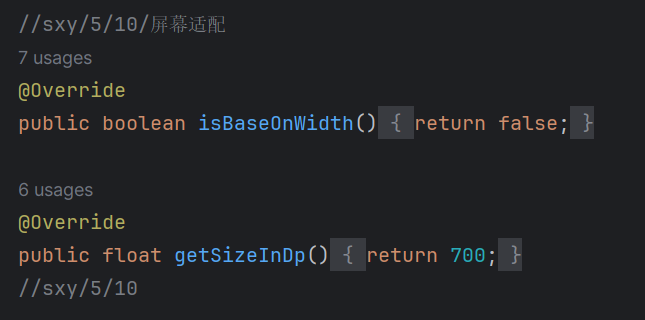 //sxy/5/10/屏幕适配
7 usages
@Override
public boolean isBaseOnWidth() { return false; }
6 usages
@Override
public float getSizeInDp() { return 700; }
//sxy/5/10